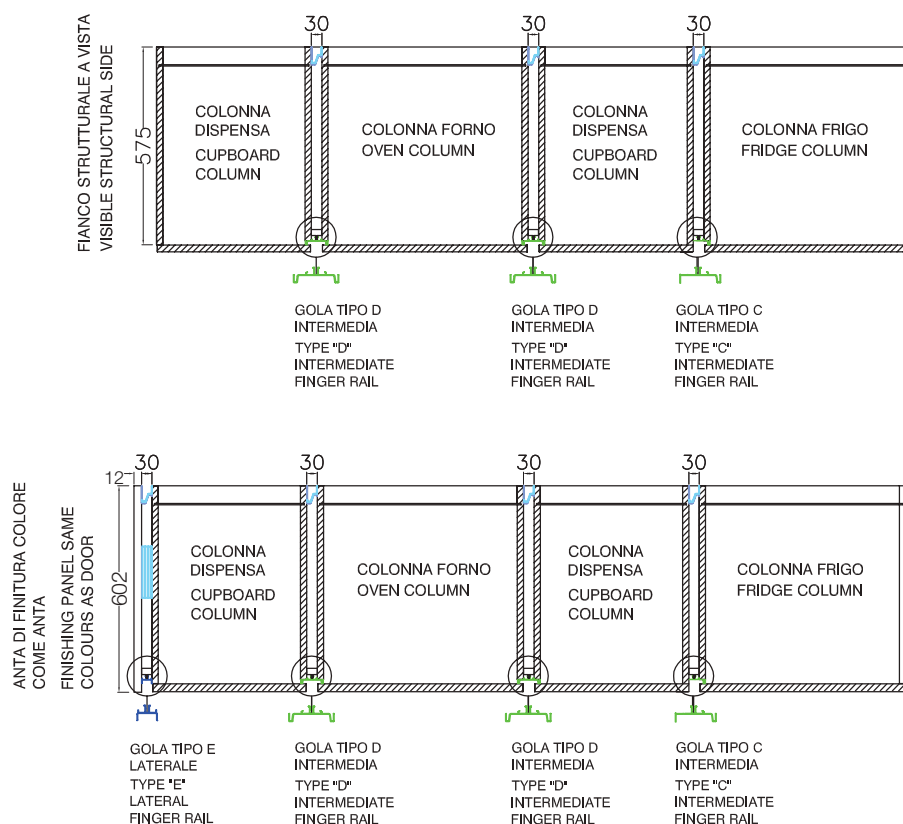 30
30
30
FIANCO STRUTTURALE A VISTA
VISIBLE STRUCTURAL SIDE
575
COLONNA
DISPENSA
CUPBOARD
COLUMN
COLONNA FORNO
OVEN COLUMN
COLONNA
DISPENSA
CUPBOARD
COLUMN
COLONNA FRIGO
FRIDGE COLUMN
GOLA TIPO D
INTERMEDIA
TYPE "D"
INTERMEDIATE
FINGER RAIL
GOLA TIPO D
INTERMEDIA
TYPE "D"
INTERMEDIATE
FINGER RAIL
GOLA TIPO C
INTERMEDIA
TYPE "C"
INTERMEDIATE
FINGER RAIL
12
30
30
30
30
ANTA DI FINITURA COLORE
COME ANTA
FINISHING PANEL SAME
COLOURS AS DOOR
602
COLONNA
DISPENSA
CUPBOARD
COLUMN
COLONNA FORNO
OVEN COLUMN
COLONNA
DISPENSA
CUPBOARD
COLUMN
COLONNA FRIGO
FRIDGE COLUMN
GOLA TIPO E
LATERALE
TYPE "E"
LATERAL
FINGER RAIL
GOLA TIPO D
INTERMEDIA
TYPE "D"
INTERMEDIATE
FINGER RAIL
GOLA TIPO D
INTERMEDIA
TYPE "D"
INTERMEDIATE
FINGER RAIL
GOLA TIPO C
INTERMEDIA
TYPE "C"
INTERMEDIATE
FINGER RAIL